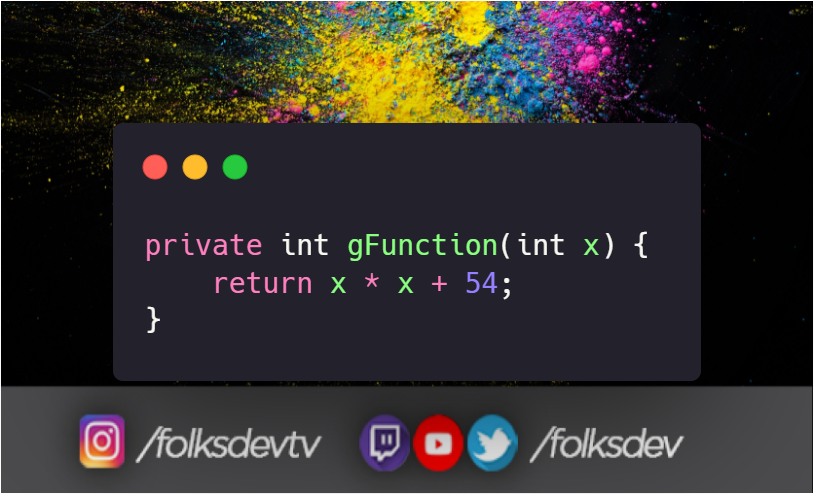 private int gFunction(int x) {
    return x * x + 54;
}
/folksdevtv /folksdev